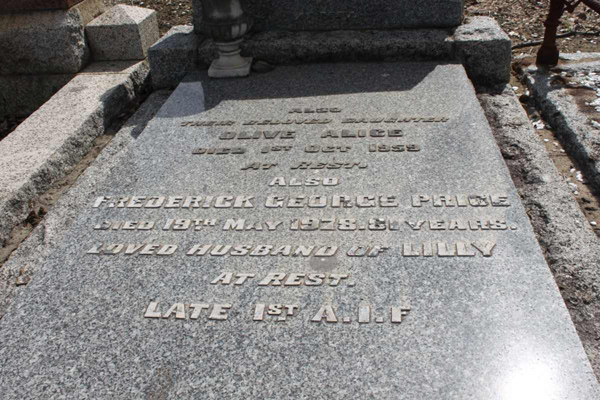 ALSO
THEIR BELOVED DAUGHTER
OLIVE ALICE
DIED 1ST OCT 1959
AT REST.
ALSO
FREDERICK GEORGE PRICE
DIED 19TH MAY 1978. 81 YEARS.
LOVED HUSBAND OF LILLY
AT REST.
LATE 1ST A.I.F